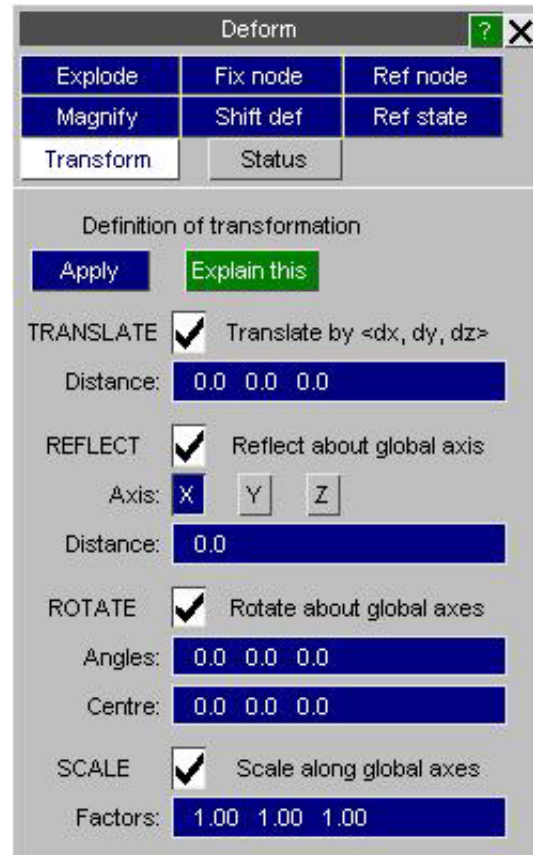 Deform ?
Explode Fix node Ref node
Magnify Shift def Ref state
Transform Status
Definition of transformation
Apply Explain this
TRANSLATE Translate by <dx, dy, dz>
Distance: 0.0 0.0 0.0
REFLECT Reflect about global axis
Axis: X Y Z
Distance: 0.0
ROTATE Rotate about global axes
Angles: 0.0 0.0 0.0
Centre: 0.0 0.0 0.0
SCALE Scale along global axes
Factors: 1.00 1.00 1.00